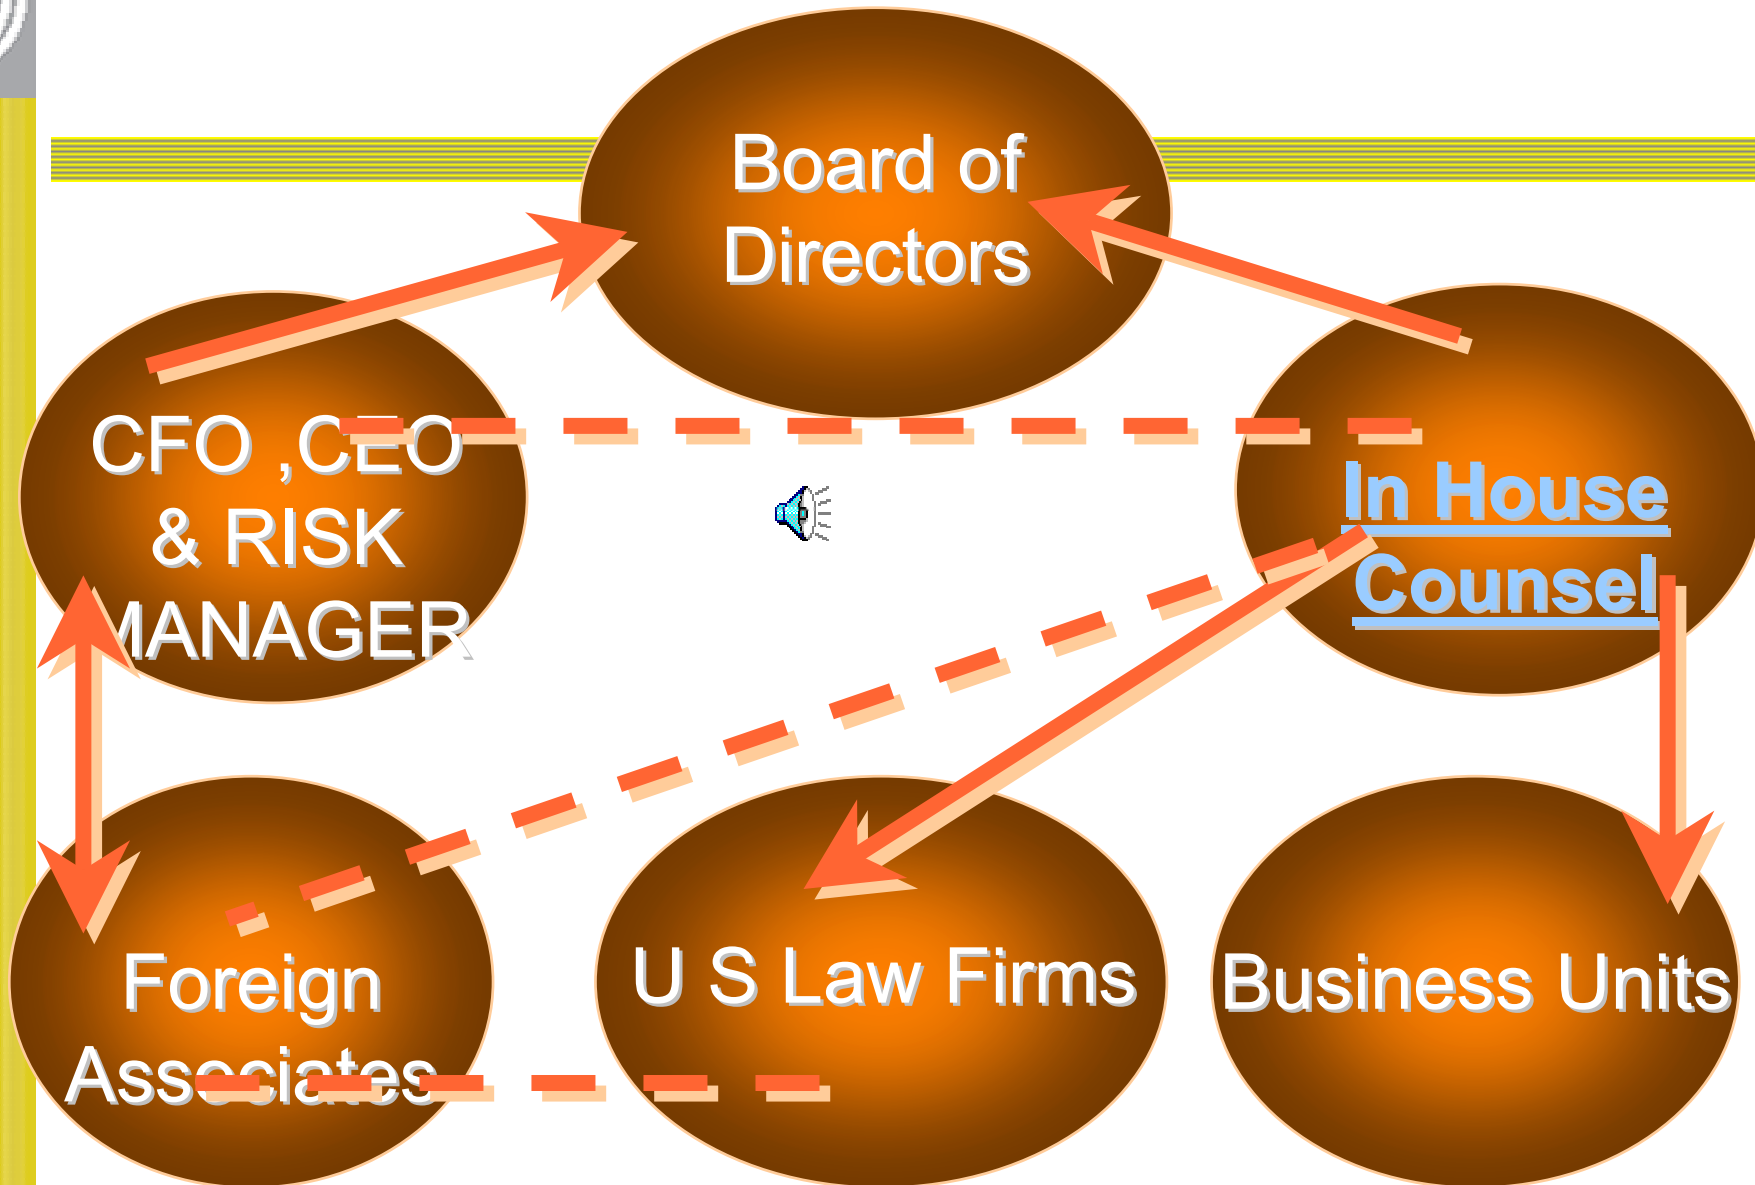 Board of
Directors
CFO ,CEO
& RISK
MANAGER
In House
Counsel
Foreign
Associates
U S Law Firms
Business Units